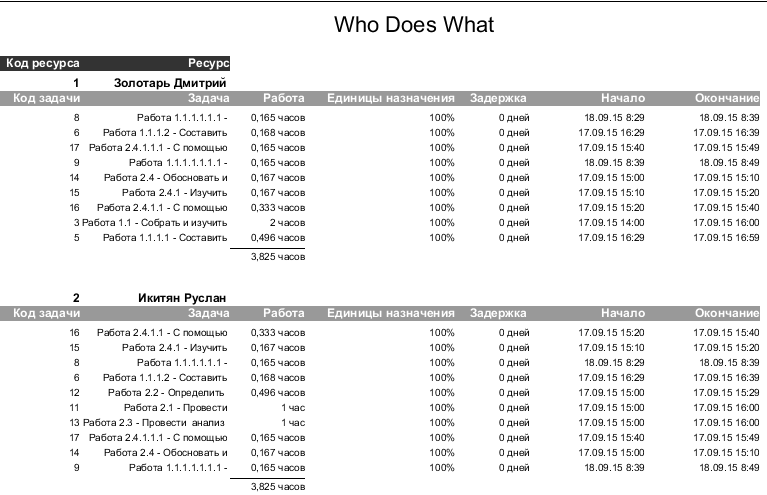 Who Does What
Код ресурса Ресурс
1 Золотарь Дмитрий
Код задачи Задача Работа Единицы назначения Задержка Начало Окончание
8 Работа 1.1.1.1.1.1 - 0,165 часов 100% 0 дней 18.09.15 8:29 18.09.15 8:39
6 Работа 1.1.1.2 - Составить 0,168 часов 100% 0 дней 17.09.15 16:29 17.09.15 16:39
17 Работа 2.4.1.1.1 - С помощью 0,165 часов 100% 0 дней 17.09.15 15:40 17.09.15 15:49
9 Работа 1.1.1.1.1.1.1 - 0,165 часов 100% 0 дней 18.09.15 8:39 18.09.15 8:49
14 Работа 2.4 - Обосновать и 0,167 часов 100% 0 дней 17.09.15 15:00 17.09.15 15:10
15 Работа 2.4.1 - Изучить 0,167 часов 100% 0 дней 17.09.15 15:10 17.09.15 15:20
16 Работа 2.4.1.1 - С помощью 0,333 часов 100% 0 дней 17.09.15 15:20 17.09.15 15:40
3 Работа 1.1 - Собрать и изучить 2 часов 100% 0 дней 17.09.15 14:00 17.09.15 16:00
5 Работа 1.1.1.1 - Составить 0,496 часов 100% 0 дней 17.09.15 16:29 17.09.15 16:59
3,825 часов
2 Икитян Руслан
Код задачи Задача Работа Единицы назначения Задержка Начало Окончание
16 Работа 2.4.1.1 - С помощью 0,333 часов 100% 0 дней 17.09.15 15:20 17.09.15 15:40
15 Работа 2.4.1 - Изучить 0,167 часов 100% 0 дней 17.09.15 15:10 17.09.15 15:20
8 Работа 1.1.1.1.1.1 - 0,165 часов 100% 0 дней 18.09.15 8:29 18.09.15 8:39
6 Работа 1.1.1.2 - Составить 0,168 часов 100% 0 дней 17.09.15 16:29 17.09.15 16:39
12 Работа 2.2 - Определить 0,496 часов 100% 0 дней 17.09.15 15:00 17.09.15 15:29
11 Работа 2.1 - Провести 1 час 100% 0 дней 17.09.15 15:00 17.09.15 16:00
13 Работа 2.3 - Провести анализ 1 час 100% 0 дней 17.09.15 15:00 17.09.15 16:00
17 Работа 2.4.1.1.1 - С помощью 0,165 часов 100% 0 дней 17.09.15 15:40 17.09.15 15:49
14 Работа 2.4 - Обосновать и 0,167 часов 100% 0 дней 17.09.15 15:00 17.09.15 15:10
9 Работа 1.1.1.1.1.1.1 - 0,165 часов 100% 0 дней 18.09.15 8:39 18.09.15 8:49
3,825 часов